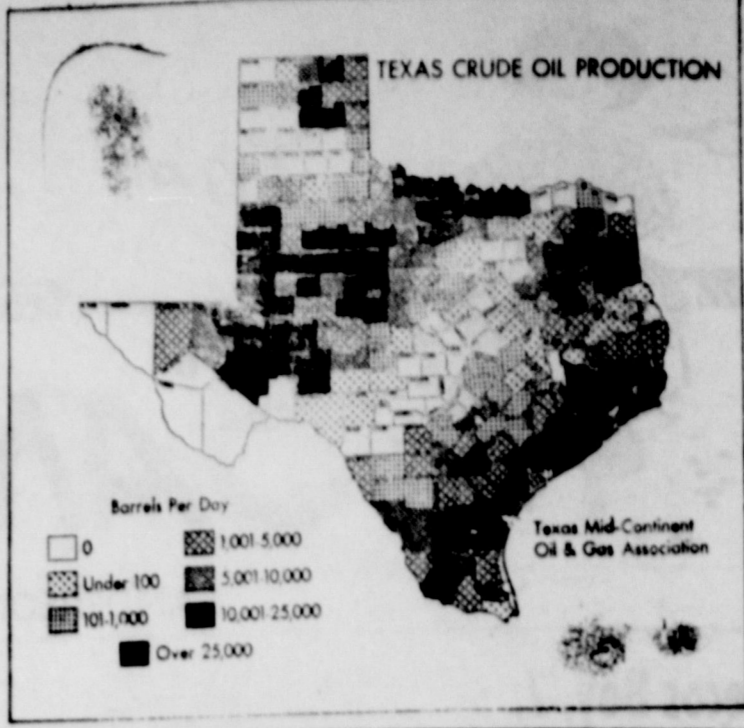 TEXAS CRUDE OIL PRODUCTION
Barrels Per Day
0
Under 100
101-1,000
1,001-5,000
5,001-10,000
10,001-25,000
Over 25,000
Texas Mid-Continent
Oil & Gas Association